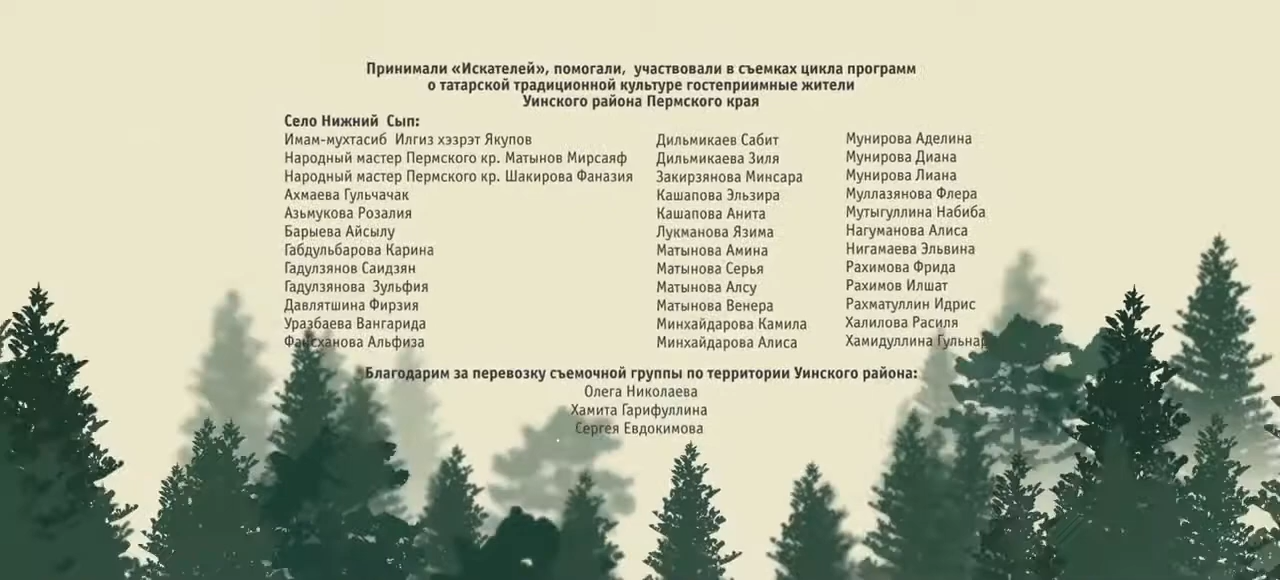 Принимали «Искателей», помогали, участвовали в съемках цикла программ
о татарской традиционной культуре гостеприимные жители
Уинского района Пермского края
Село Нижний Сып:
Имам-мухтасиб Илгиз хэзрэт Якупов
Народный мастер Пермского кр. Матынов Мирсаяф
Народный мастер Пермского кр. Шакирова Фаназия
Ахмаева Гульчачак
Азьмукова Розалия
Барыева Айсылу
Габдульбарова Карина
Гадулзянов Саидзян
Гадулзянова Зульфия
Давлятшина Фирзия
Уразбаева Вангарида
Альфиза
Дильмикаев Сабит
Дильмикаева Зиля
Закирзянова Минсара
Кашапова Эльзира
Кашапова Анита
Лукманова Язима
Матынова Амина
Матынова Серья
Матынова Алсу
Матынова Венера
Минхайдарова Камила
Минхайдарова Алиса
Мунирова Аделина
Мунирова Диана
Мунирова Лиана
Муллазянова Флера
Мутыгуллина Набиба
Нагуманова Алиса
Нигамаева Эльвина
Рахимова Фрида
Рахимов Илшат
Рахматуллин Идрис
Халилова Расиля
Хамидуллина Гульнар
Благодарим за перевозку съемочной группы по территории Уинского района:
Олега Николаева
Хамита Гарифуллина
Сергея Евдокимова